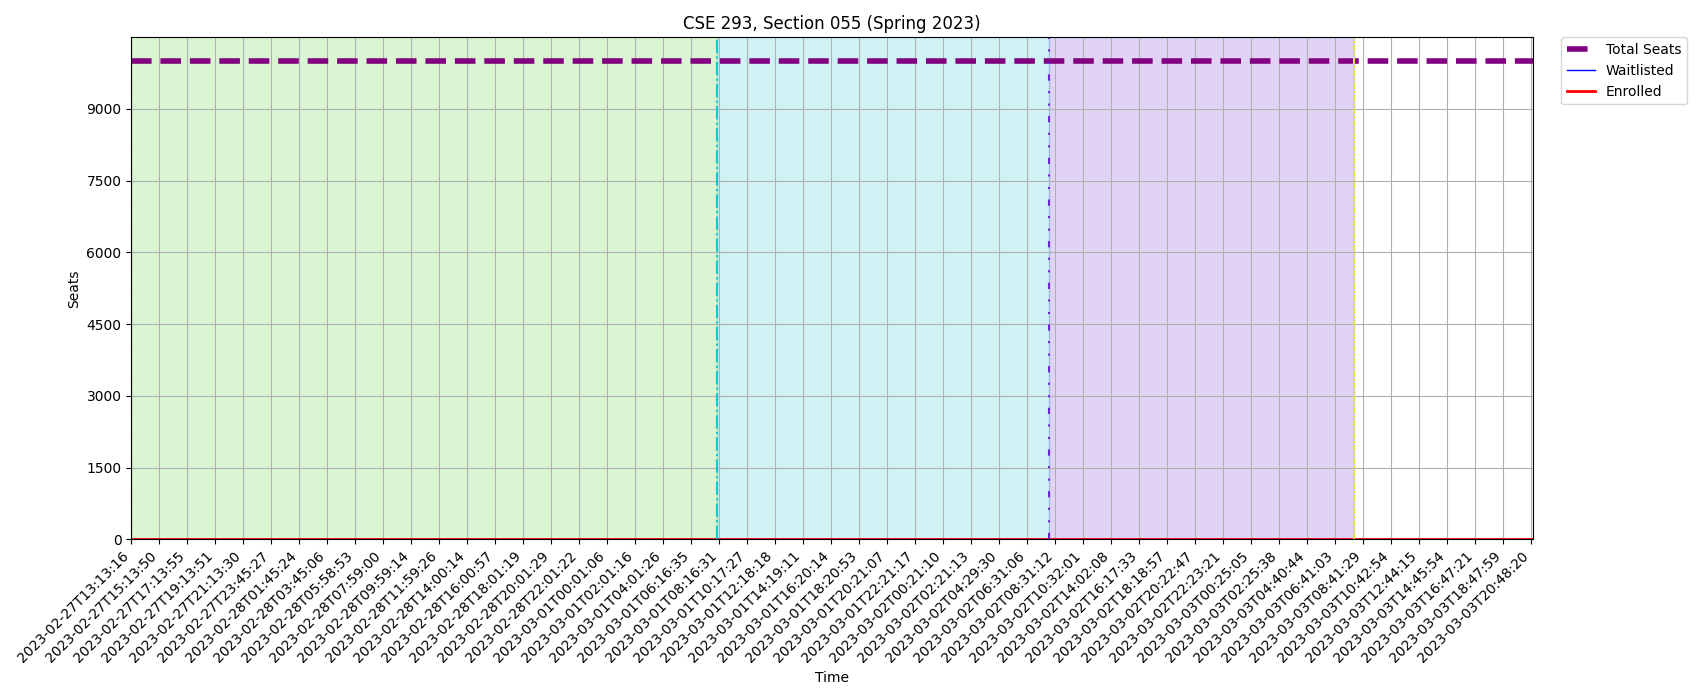 CSE 293, Section 055 (Spring 2023)
Total Seats
Waitlisted
Enrolled
9000
7500
6000
4500
3000
1500
0
Seats
2023-02-27T13:13:16
2023-02-27T15:13:50
2023-02-27T17:13:55
2023-02-27T19:13:51
2023-02-27T21:13:30
2023-02-27T23:45:27
2023-02-28T01:45:24
2023-02-28T03:45:06
2023-02-28T05:58:53
2023-02-28T07:59:00
2023-02-28T09:59:14
2023-02-28T11:59:26
2023-02-28T14:00:14
2023-02-28T16:00:57
2023-02-28T18:01:19
2023-02-28T20:01:29
2023-02-28T22:01:22
2023-03-01T00:01:06
2023-03-01T02:01:16
2023-03-01T04:01:26
2023-03-01T06:16:35
2023-03-01T08:16:31
2023-03-01T10:17:27
2023-03-01T12:18:18
2023-03-01T14:19:11
2023-03-01T16:20:14
2023-03-01T18:20:53
2023-03-01T20:21:07
2023-03-01T22:21:17
2023-03-02T00:21:10
2023-03-02T02:21:13
2023-03-02T04:29:30
2023-03-02T06:31:06
2023-03-02T08:31:12
2023-03-02T10:32:01
2023-03-02T14:02:08
2023-03-02T16:17:33
2023-03-02T18:18:57
2023-03-02T20:22:47
2023-03-02T22:23:21
2023-03-03T00:25:05
2023-03-03T02:25:38
2023-03-03T04:40:44
2023-03-03T06:41:03
2023-03-03T08:41:29
2023-03-03T10:42:54
2023-03-03T12:44:15
2023-03-03T14:45:54
2023-03-03T16:47:21
2023-03-03T18:47:59
2023-03-03T20:48:20
Time